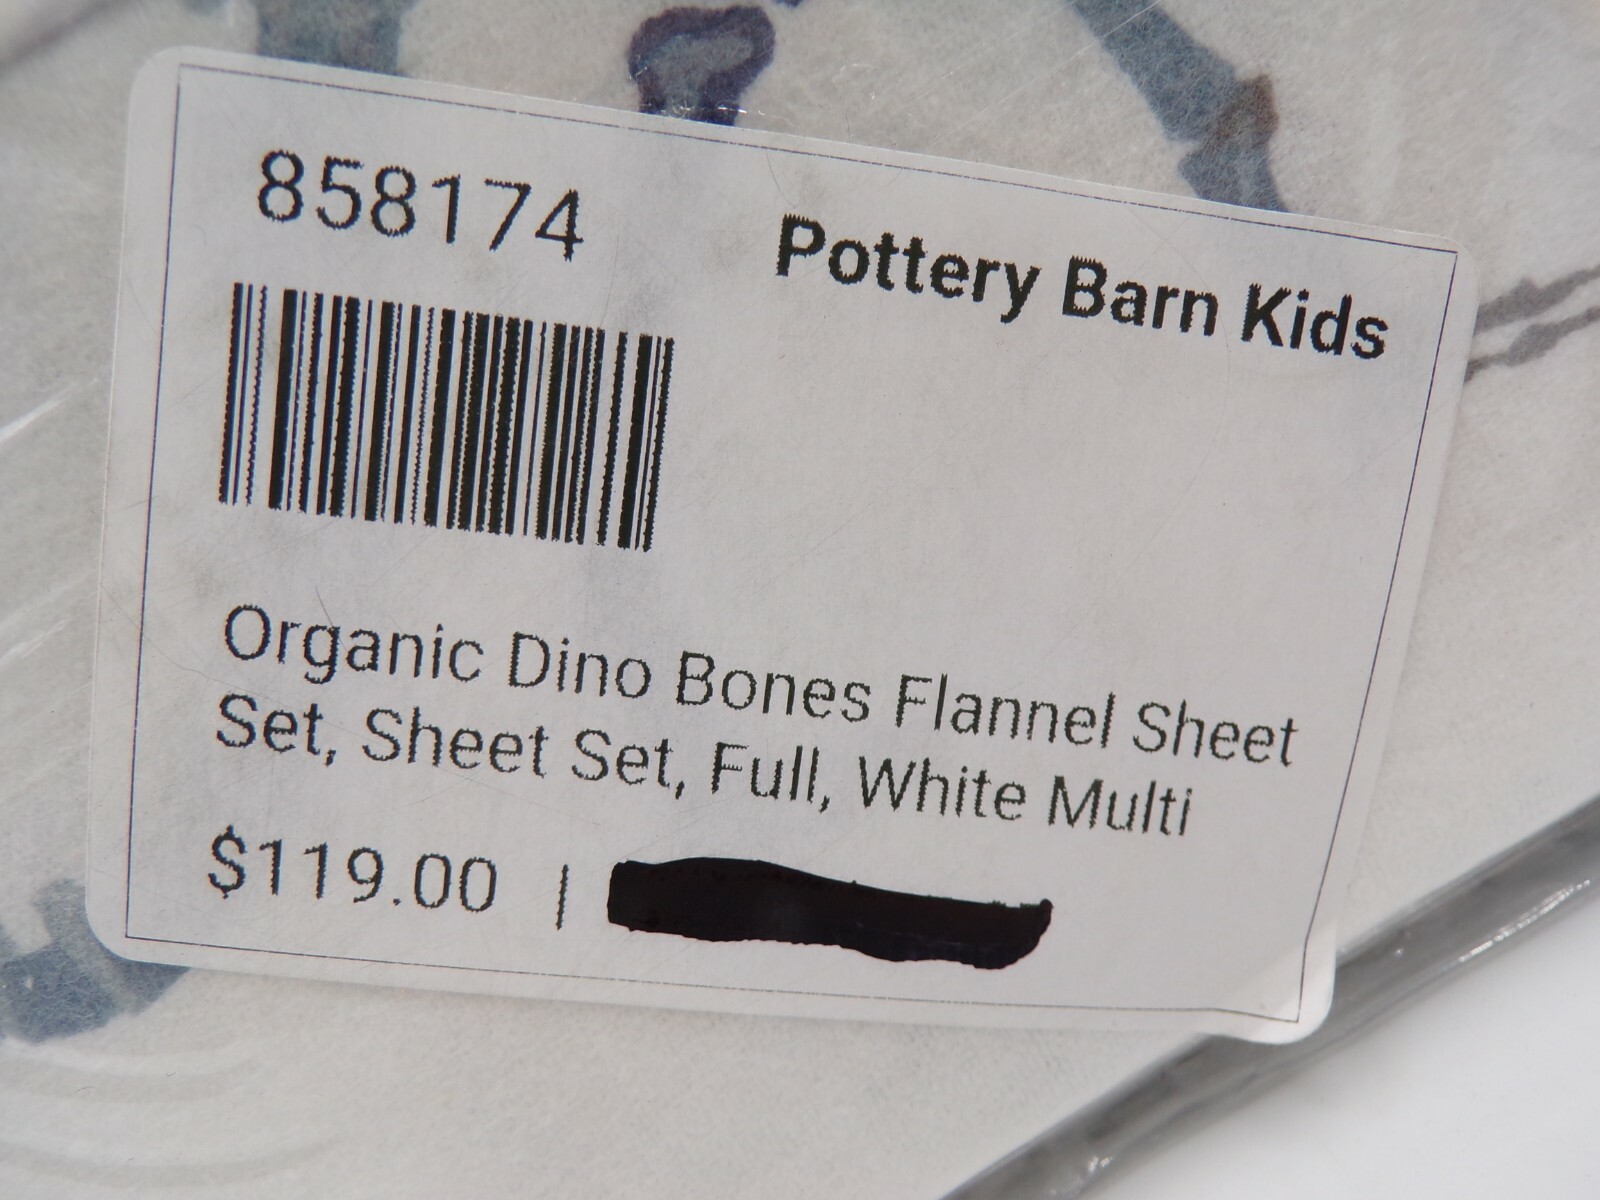 858174
Pottery Barn Kids
Organic Dino Bones Flannel Sheet
Set, Sheet Set, Full, White Multi
$119.00 |